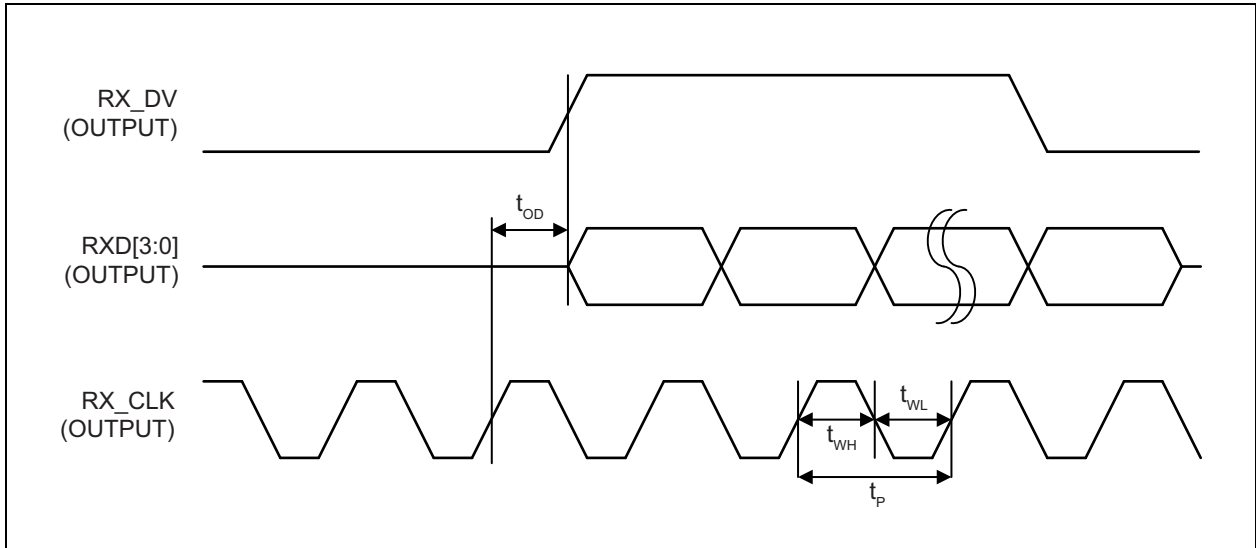 RX_DV
(OUTPUT)
tOD
RXD[3:0]
(OUTPUT)
RX_CLK
(OUTPUT)
tWL
tWH
tP